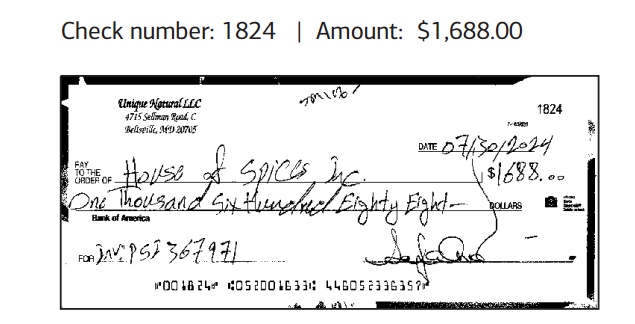 Check number: 1824 | Amount: $1,688.00
1824
Unique Natural LLC
4715 Sellman Road, C
Beltsville, MD 20705
DATE 07/30/2024
PAY TO THE ORDER OF House of Spices Inc. $1688.00
One Thousand Six Hundred Eighty Eight— DOLLARS
Bank of America
FOR Inv: PSI 367971
⑈001824⑈ ⑆052001633⑆ 446052336357⑈